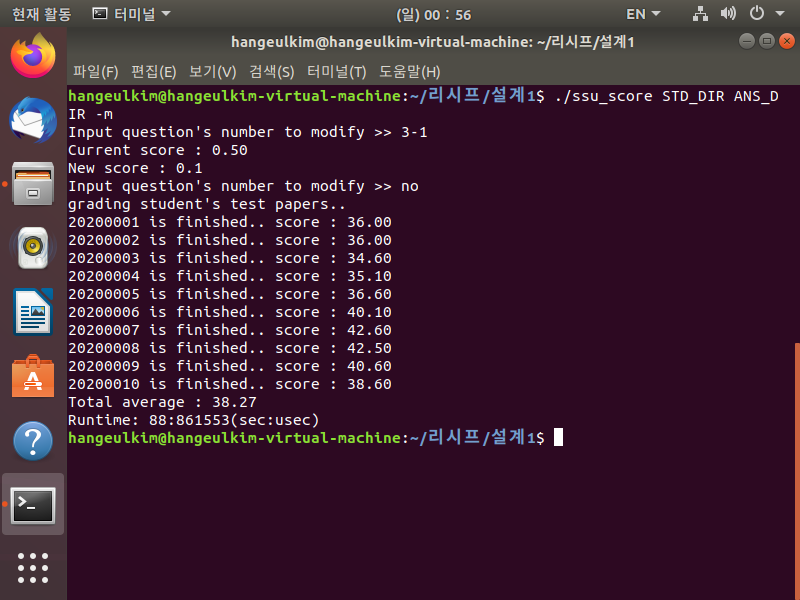 현재 활동 터미널 (일) 00 : 56 EN
hangeulkim@hangeulkim-virtual-machine: ~/리시프/설계1
파일(F) 편집(E) 보기(V) 검색(S) 터미널(T) 도움말(H)
hangeulkim@hangeulkim-virtual-machine:~/리시프/설계1$ ./ssu_score STD_DIR ANS_D
IR -m
Input question's number to modify >> 3-1
Current score : 0.50
New score : 0.1
Input question's number to modify >> no
grading student's test papers..
20200001 is finished.. score : 36.00
20200002 is finished.. score : 36.00
20200003 is finished.. score : 34.60
20200004 is finished.. score : 35.10
20200005 is finished.. score : 36.60
20200006 is finished.. score : 40.10
20200007 is finished.. score : 42.60
20200008 is finished.. score : 42.50
20200009 is finished.. score : 40.60
20200010 is finished.. score : 38.60
Total average : 38.27
Runtime: 88:861553(sec:usec)
hangeulkim@hangeulkim-virtual-machine:~/리시프/설계1$